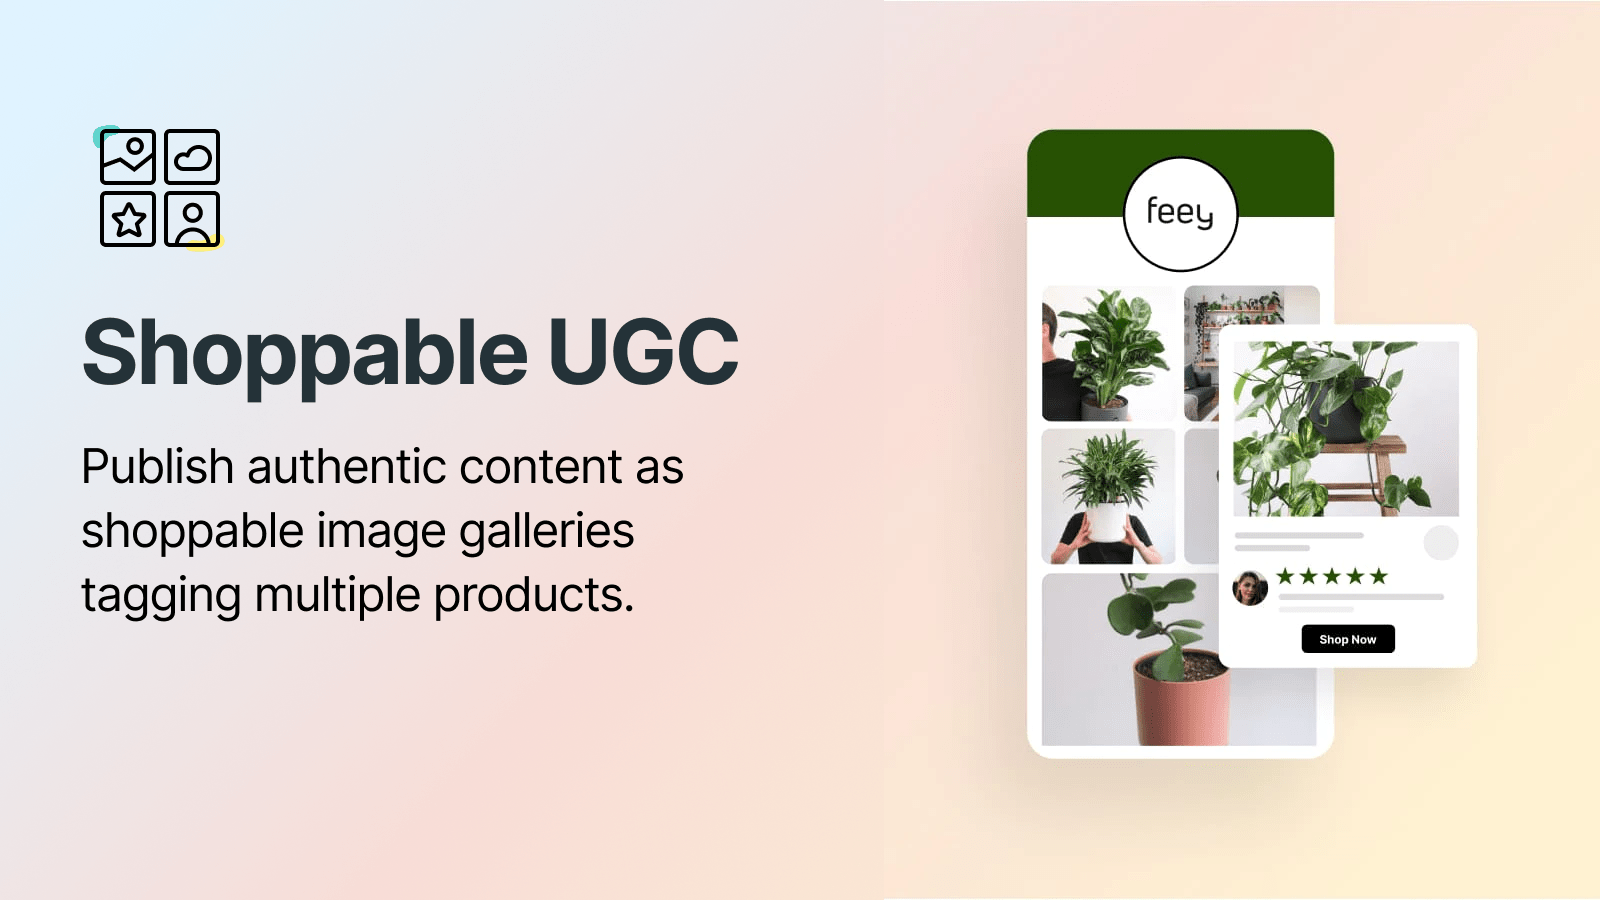 Shoppable UGC
Publish authentic content as
shoppable image galleries
tagging multiple products.
feey
Shop Now